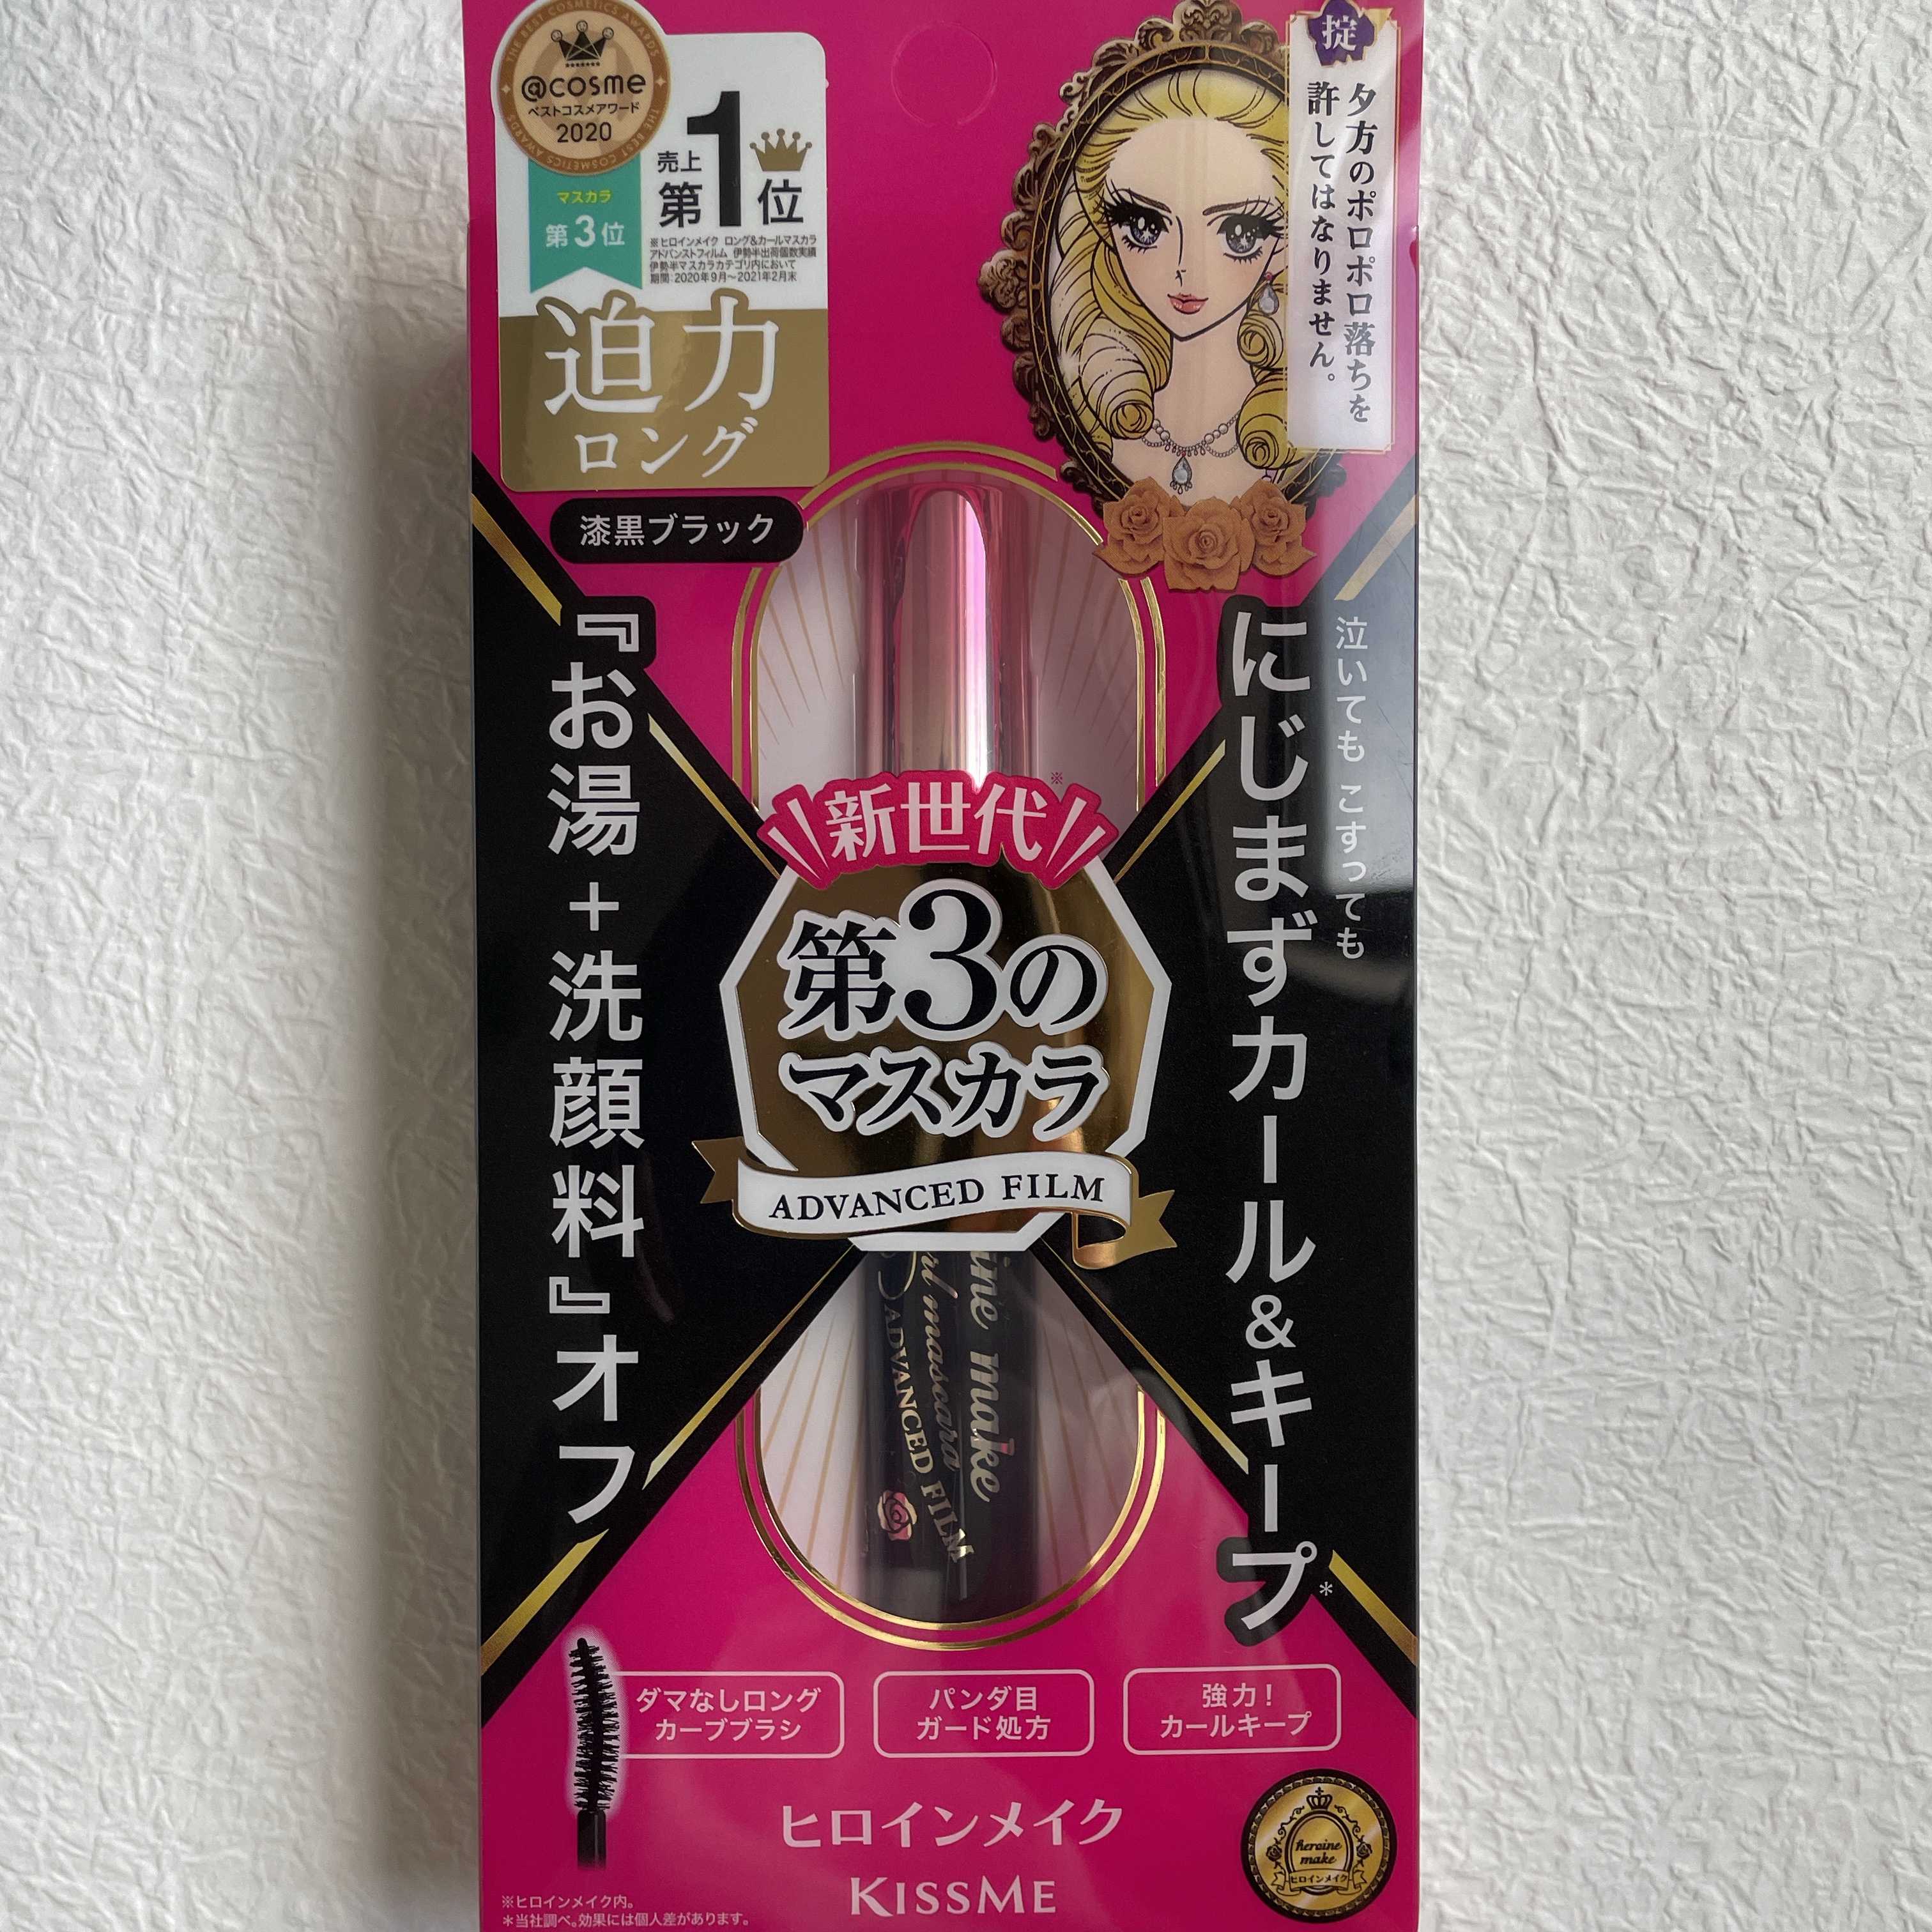 THE BEST COSMETICS AWARDS
@cosme
ベストコスメアワード
2020
THE BEST COSMETICS AWARDS
マスカラ
第3位
売上
第1位
※ヒロインメイク ロング&カールマスカラ
アドバンストフィルム 伊勢半出荷個数実績
伊勢半マスカラカテゴリ内において
期間:2020年9月〜2021年2月末
迫力
ロング
漆黒ブラック
掟
夕方のポロポロ落ちを
許してはなりません。
泣いても こすっても
にじまずカール&キープ*
『お湯+洗顔料』オフ
新世代※
第3の
マスカラ
ADVANCED FILM
make
mascara
ADVANCED FILM
ダマなしロング
カーブブラシ
パンダ目
ガード処方
強力!
カールキープ
ヒロインメイク
KISSME
heroine
make
ヒロインメイク
※ヒロインメイク内。
*当社調べ。効果には個人差があります。